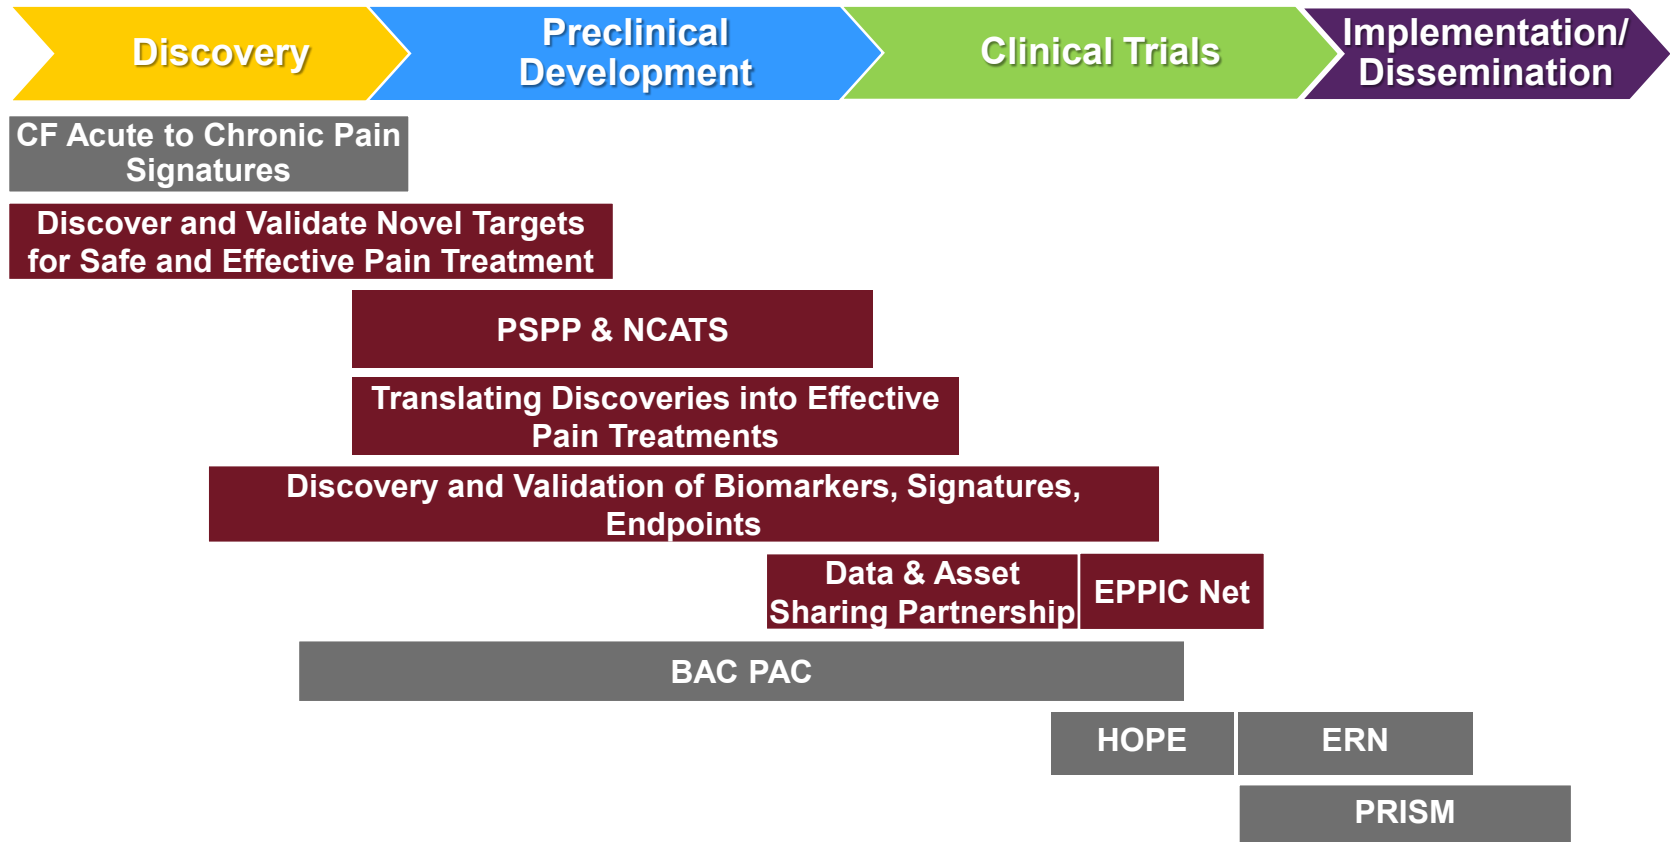 Discovery
Preclinical
Development
Clinical Trials
Implementation/
Dissemination
CF Acute to Chronic Pain
Signatures
Discover and Validate Novel Targets
for Safe and Effective Pain Treatment
PSPP & NCATS
Translating Discoveries into Effective
Pain Treatments
Discovery and Validation of Biomarkers, Signatures,
Endpoints
Data & Asset
Sharing Partnership
EPPIC Net
BAC PAC
HOPE
ERN
PRISM